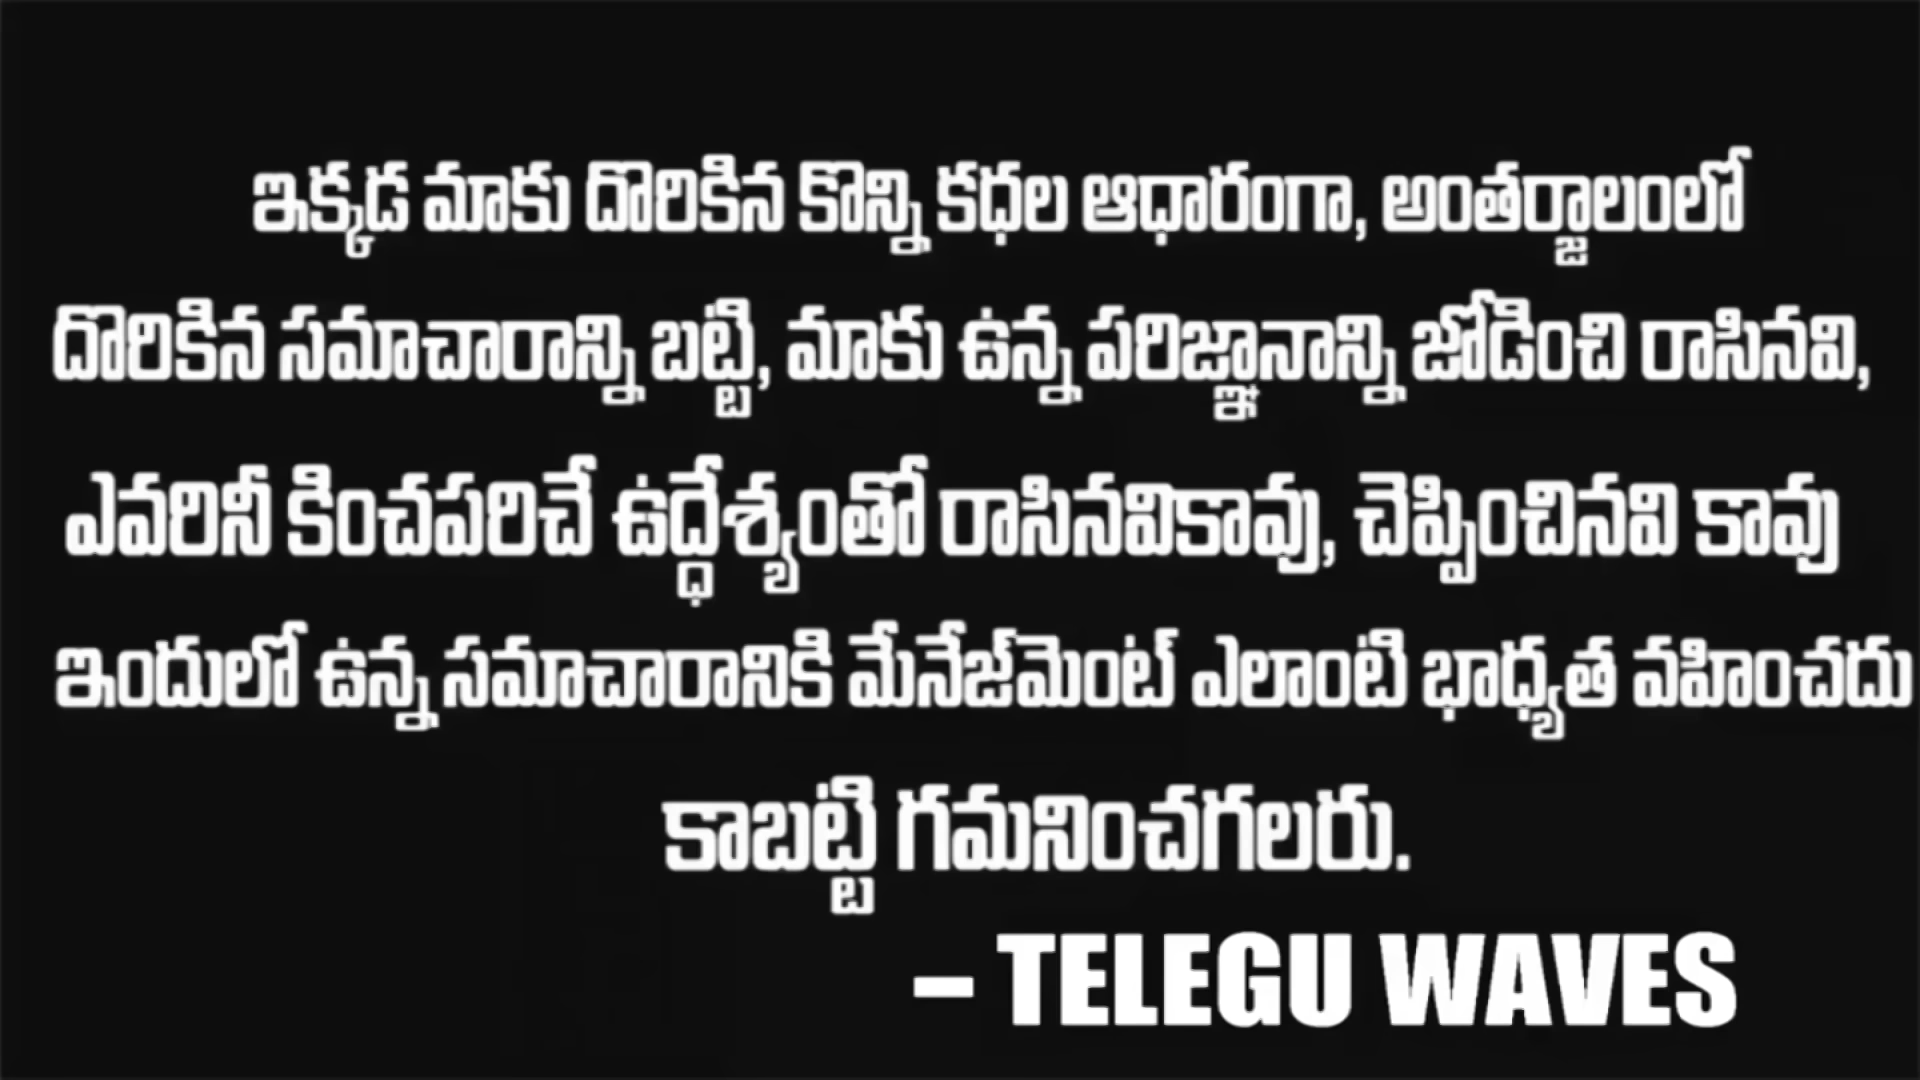 ఇక్కడ మాకు దొరికిన కొన్ని కధల ఆధారంగా, అంతర్జాలంలో
దొరికిన సమాచారాన్ని బట్టి, మాకు ఉన్న పరిజ్ఞానాన్ని జోడించి రాసినవి,
ఎవరినీ కించపరిచే ఉద్ధేశ్యంతో రాసినవికావు, చెప్పించినవి కావు
ఇందులో ఉన్న సమాచారానికి మేనేజ్‌మెంట్ ఎలాంటి భాధ్యత వహించదు
కాబట్టి గమనించగలరు.
– TELEGU WAVES